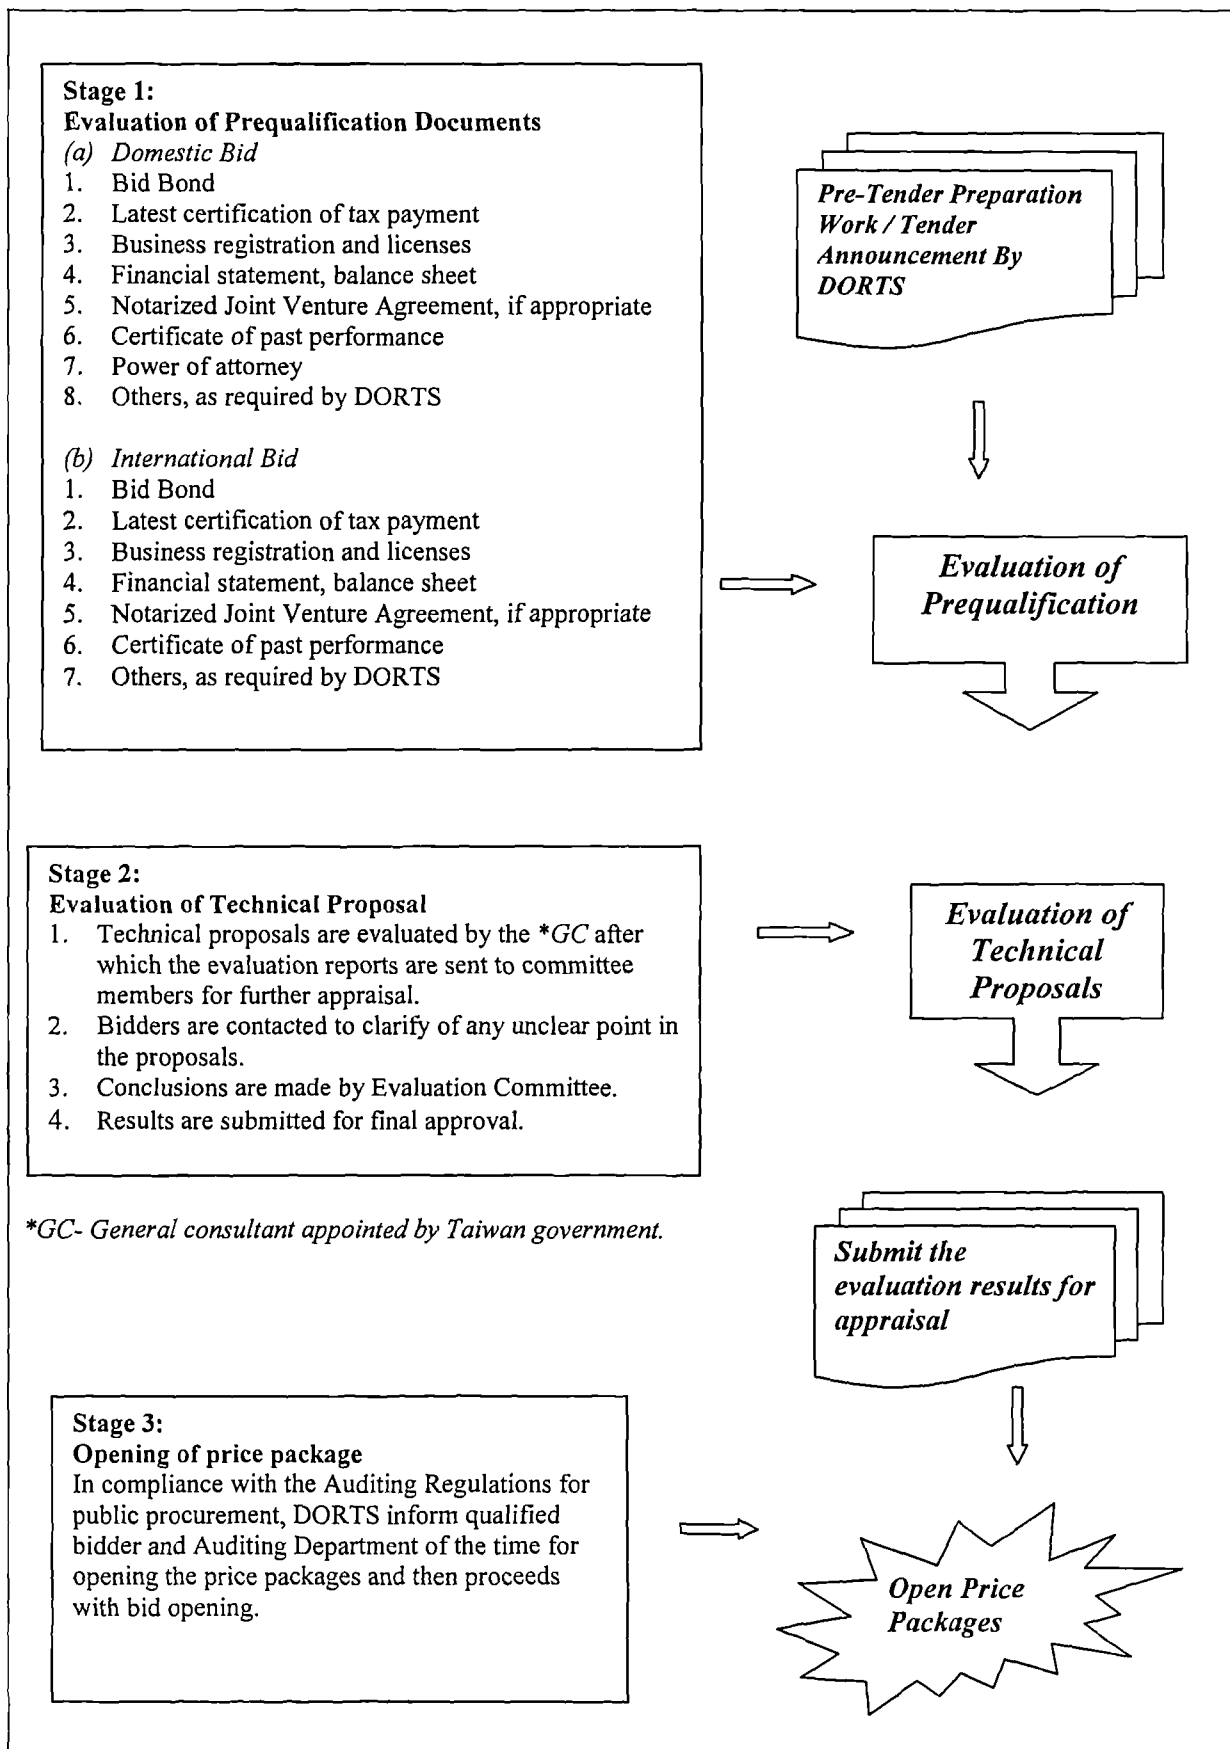 Stage 1:
Evaluation of Prequalification Documents
(a) Domestic Bid
1. Bid Bond
2. Latest certification of tax payment
3. Business registration and licenses
4. Financial statement, balance sheet
5. Notarized Joint Venture Agreement, if appropriate
6. Certificate of past performance
7. Power of attorney
8. Others, as required by DORTS
(b) International Bid
1. Bid Bond
2. Latest certification of tax payment
3. Business registration and licenses
4. Financial statement, balance sheet
5. Notarized Joint Venture Agreement, if appropriate
6. Certificate of past performance
7. Others, as required by DORTS
Pre-Tender Preparation
Work / Tender
Announcement By
DORTS
Evaluation of
Prequalification
Stage 2:
Evaluation of Technical Proposal
1. Technical proposals are evaluated by the *GC after
which the evaluation reports are sent to committee
members for further appraisal.
2. Bidders are contacted to clarify of any unclear point in
the proposals.
3. Conclusions are made by Evaluation Committee.
4. Results are submitted for final approval.
Evaluation of
Technical
Proposals
*GC- General consultant appointed by Taiwan government.
Submit the
evaluation results for
appraisal
Stage 3:
Opening of price package
In compliance with the Auditing Regulations for
public procurement, DORTS inform qualified
bidder and Auditing Department of the time for
opening the price packages and then proceeds
with bid opening.
Open Price
Packages